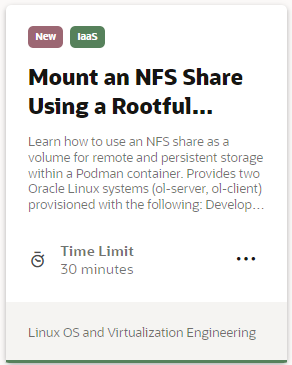 New IaaS
Mount an NFS Share
Using a Rootful...
Learn how to use an NFS share as a
volume for remote and persistent storage
within a Podman container. Provides two
Oracle Linux systems (ol-server, ol-client)
provisioned with the following: Develop...
Time Limit
30 minutes
Linux OS and Virtualization Engineering